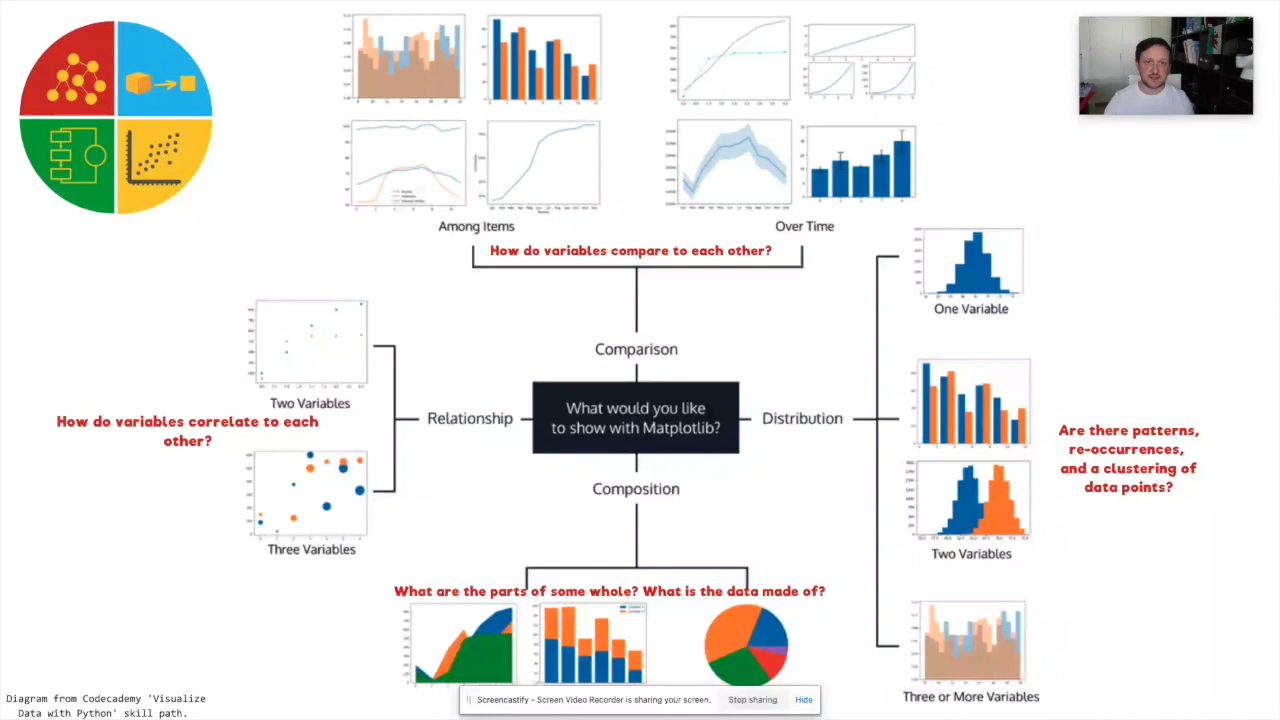 Among Items
Over Time
How do variables compare to each other?
One Variable
Comparison
Two Variables
How do variables correlate to each
other?
Relationship
What would you like
to show with Matplotlib?
Distribution
Are there patterns,
re-occurrences,
and a clustering of
data points?
Composition
Three Variables
Two Variables
What are the parts of some whole? What is the data made of?
Three or More Variables
Diagram from Codecademy 'Visualize
Data with Python' skill path.
Screencastify - Screen Video Recorder is sharing your screen.
Stop sharing
Hide